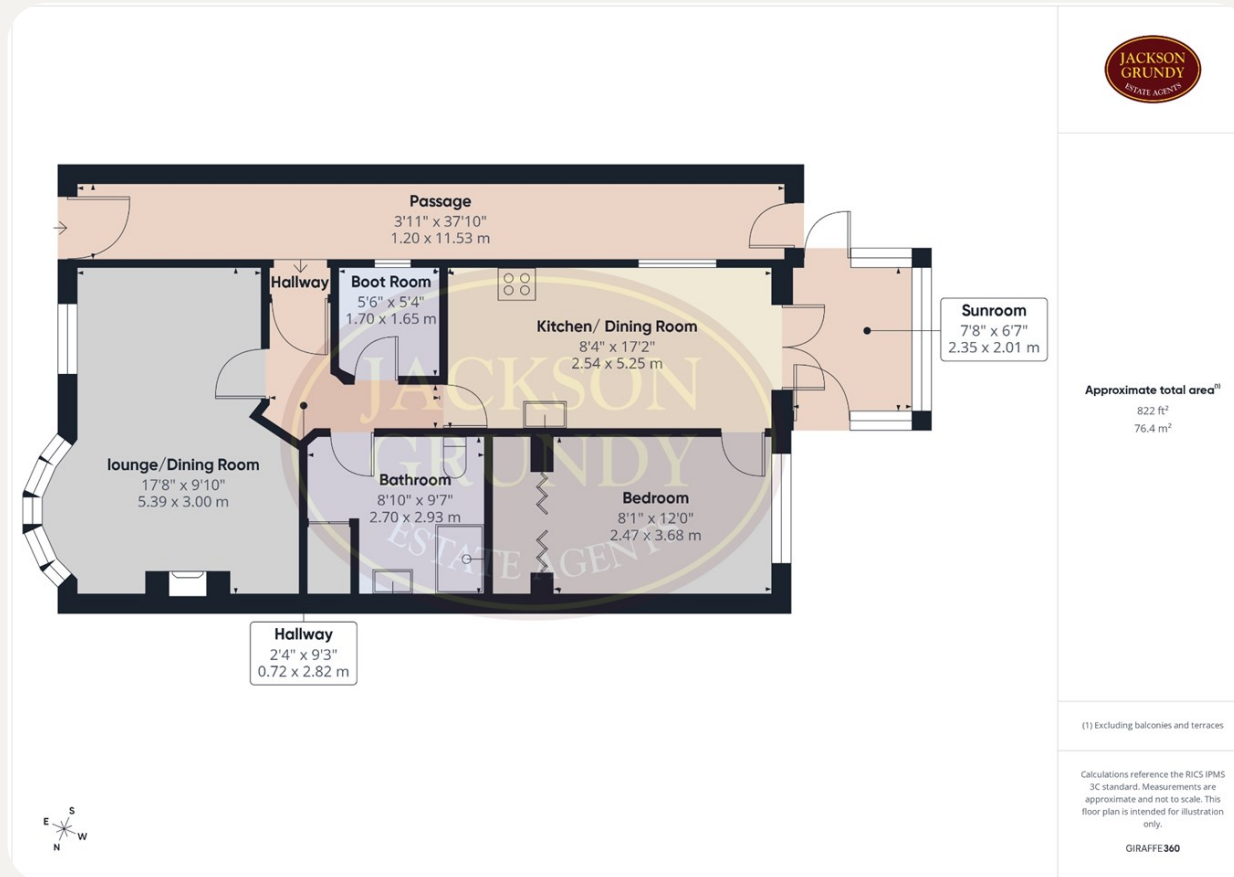 JACKSON
GRUNDY
ESTATE AGENTS
Passage
3'11" x 37'10"
1.20 x 11.53 m
Hallway
Boot Room
5'6" x 5'4"
1.70 x 1.65 m
Kitchen/ Dining Room
8'4" x 17'2"
2.54 x 5.25 m
Sunroom
7'8" x 6'7"
2.35 x 2.01 m
JACKSON
GRUNDY
ESTATE AGENTS
lounge/Dining Room
17'8" x 9'10"
5.39 x 3.00 m
Bathroom
8'10" x 9'7"
2.70 x 2.93 m
Bedroom
8'1" x 12'0"
2.47 x 3.68 m
Hallway
2'4" x 9'3"
0.72 x 2.82 m
Approximate total area(1)
822 ft²
76.4 m²
(1) Excluding balconies and terraces
Calculations reference the RICS IPMS
3C standard. Measurements are
approximate and not to scale. This
floor plan is intended for illustration
only.
GIRAFFE360
S
E
W
N